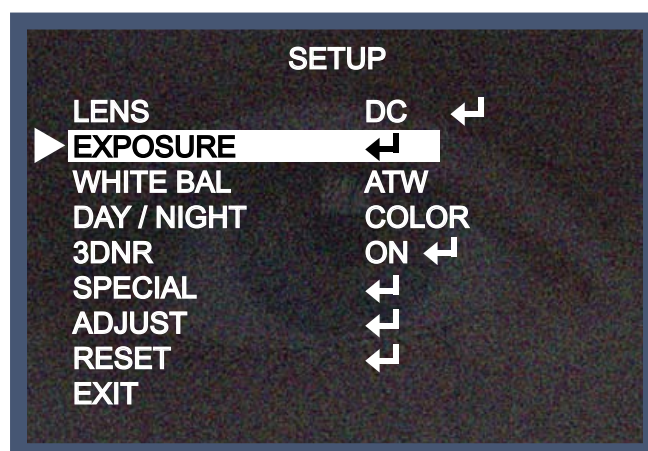 SETUP
LENS DC ↵
EXPOSURE ↵
WHITE BAL ATW
DAY / NIGHT COLOR
3DNR ON ↵
SPECIAL ↵
ADJUST ↵
RESET ↵
EXIT